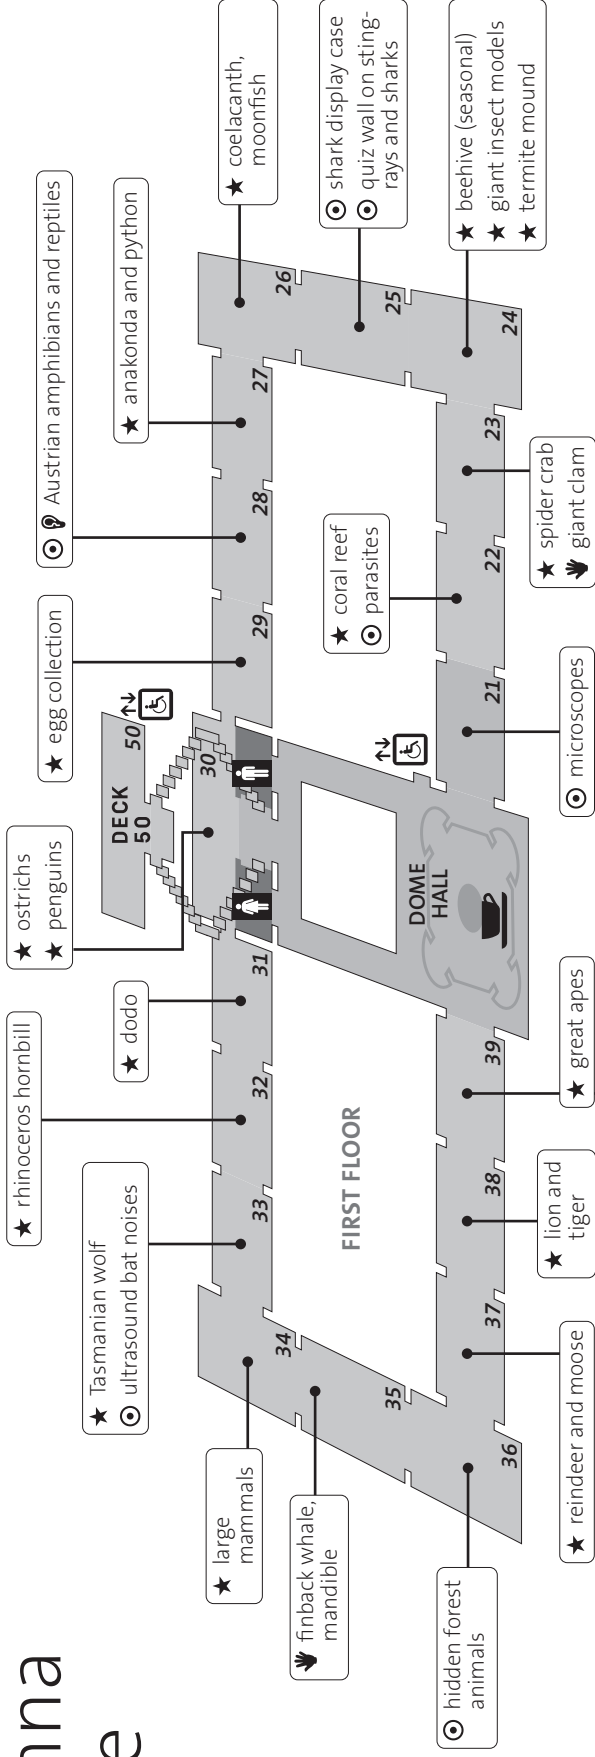 nna
e
rhinoceros hornbill
ostrichs
penguins
egg collection
Austrian amphibians and reptiles
Tasmanian wolf
ultrasound bat noises
dodo
anakonda and python
DECK
50
50
large
mammals
coelacanth,
moonfish
finback whale,
mandible
shark display case
quiz wall on sting-
rays and sharks
34
33
32
31
30
29
28
27
26
FIRST FLOOR
coral reef
parasites
35
25
DOME
HALL
hidden forest
animals
beehive (seasonal)
giant insect models
termite mound
36
37
38
39
21
22
23
24
reindeer and moose
lion and
tiger
great apes
microscopes
spider crab
giant clam